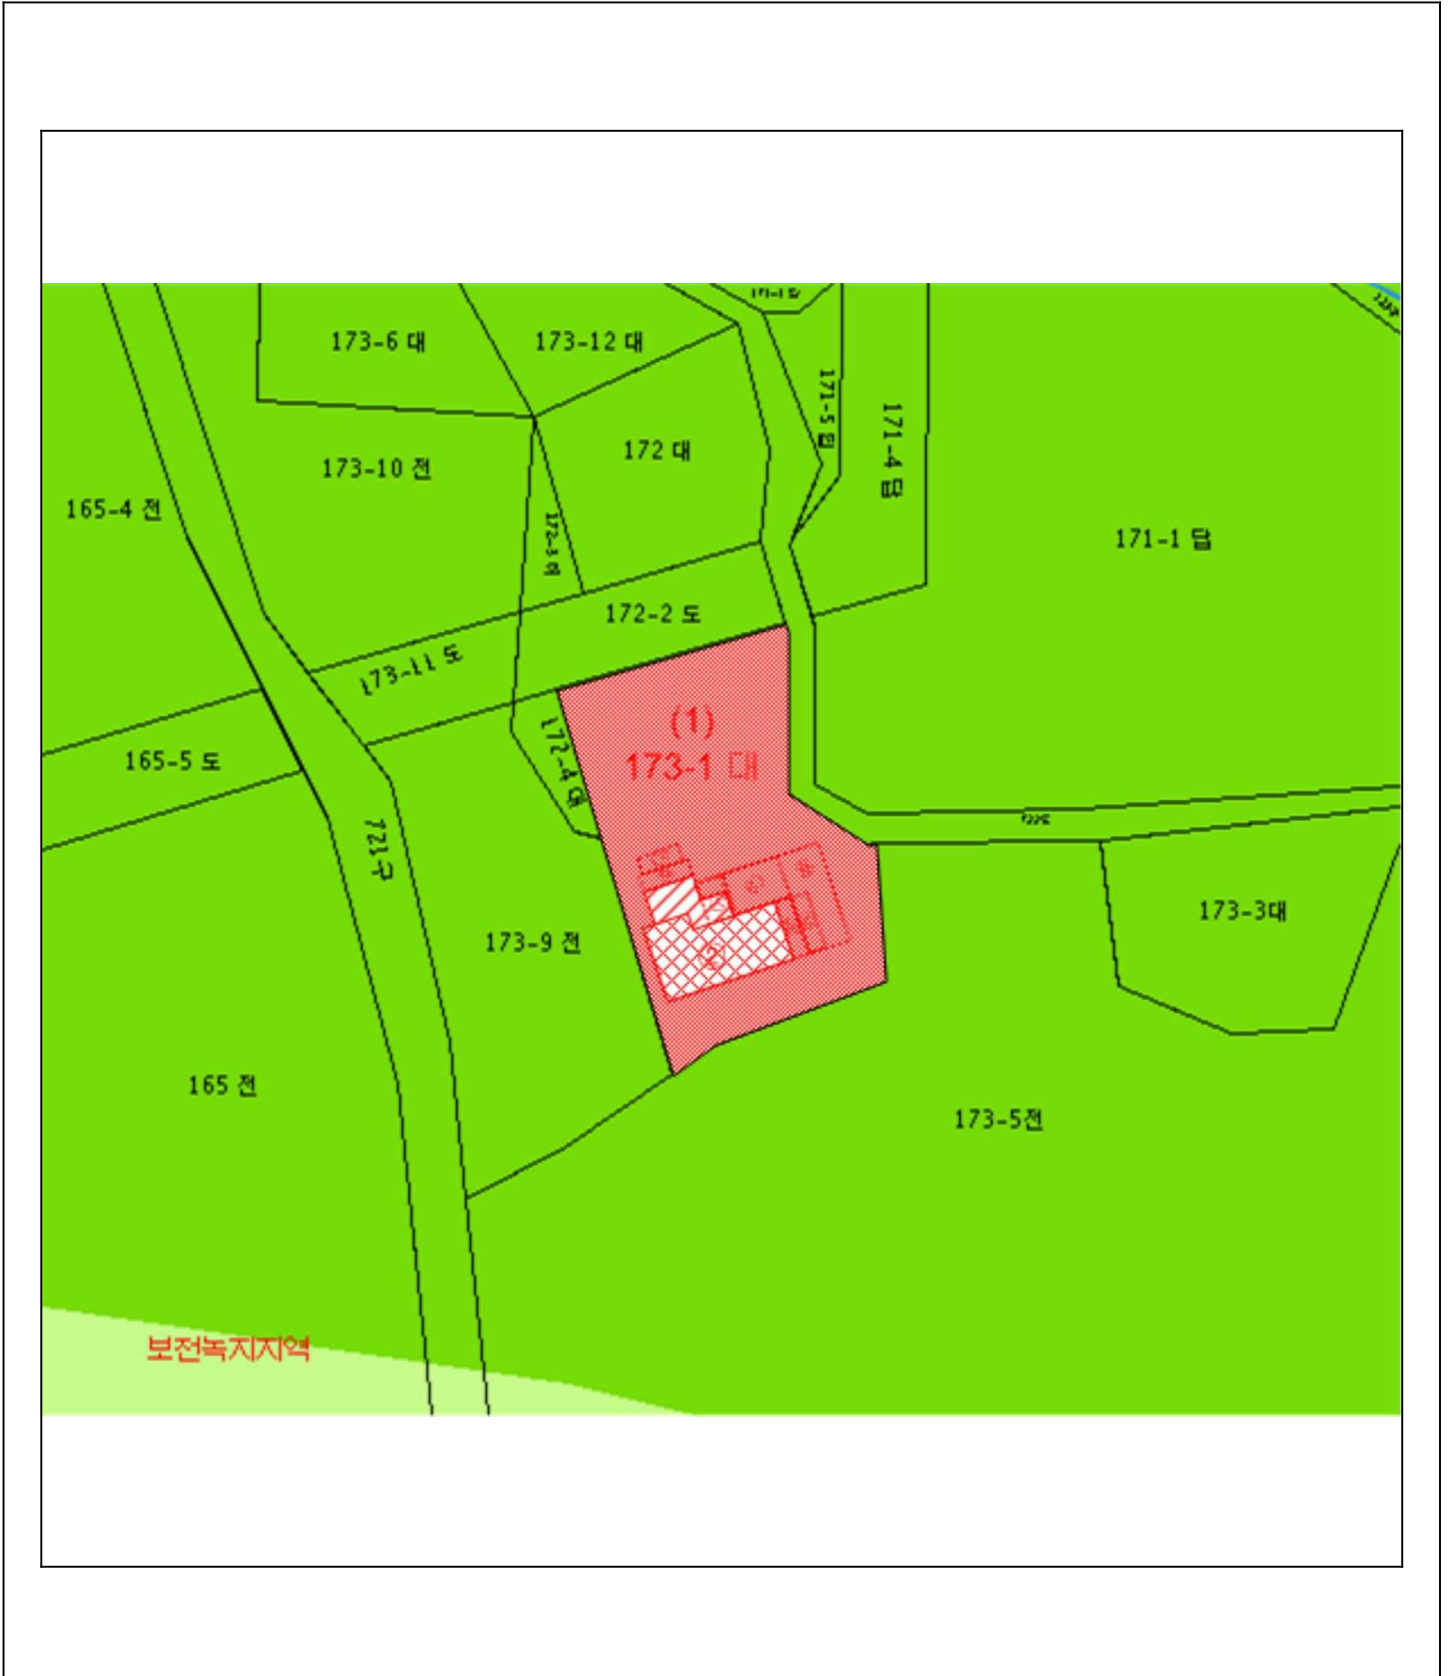 173-6 대
173-12 대
171-5 답
171-4 답
172 대
173-10 전
165-4 전
171-1 답
172-2 도
173-11 도
(1)
173-1 대
172-4 대
165-5 도
721구
173-3대
173-9 전
165 전
173-5전
보전녹지지역